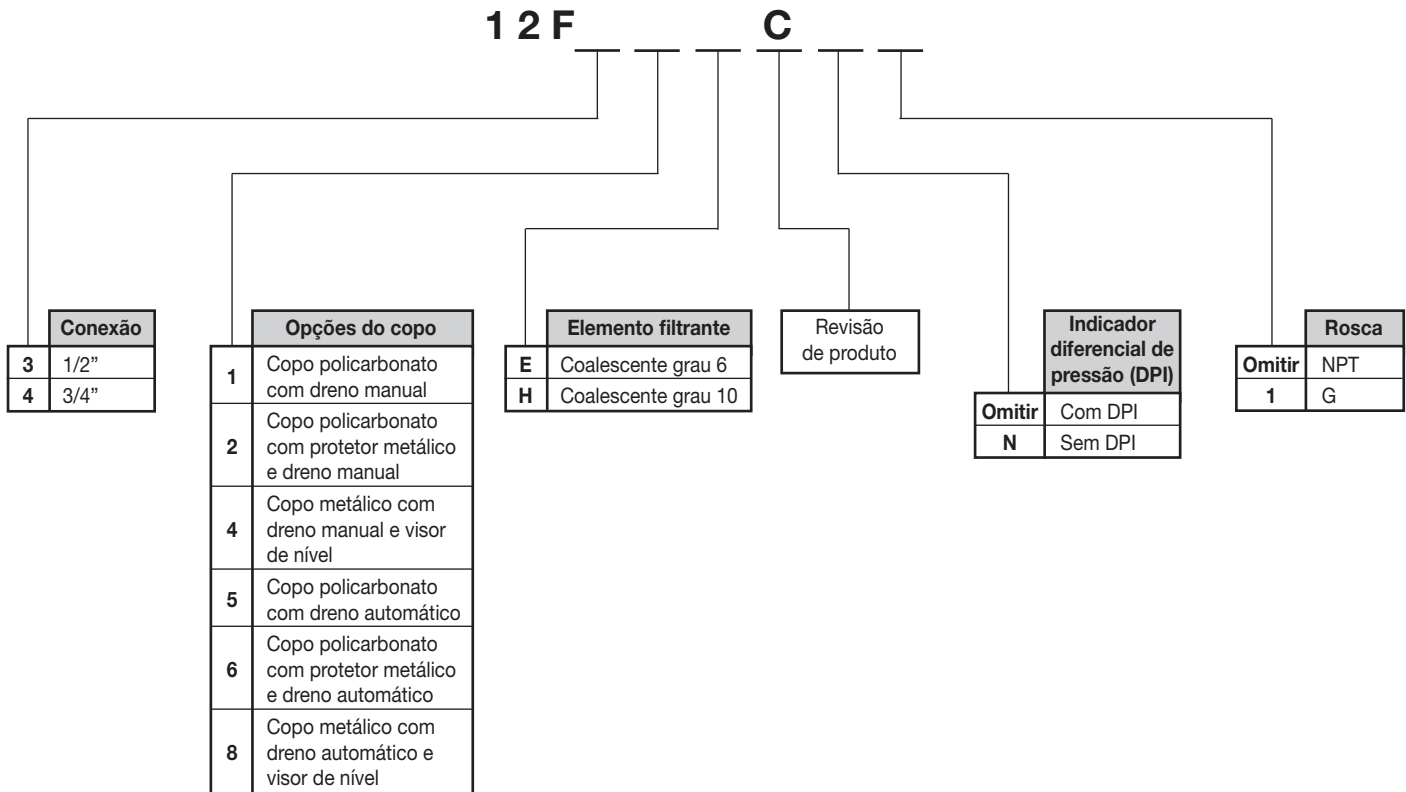 1 2 F C
Conexão
3 1/2”
4 3/4”
Opções do copo
1 Copo policarbonato
com dreno manual
2 Copo policarbonato
com protetor metálico
e dreno manual
4 Copo metálico com
dreno manual e visor
de nível
5 Copo policarbonato
com dreno automático
6 Copo policarbonato
com protetor metálico
e dreno automático
8 Copo metálico com
dreno automático e
visor de nível
Elemento filtrante
E Coalescente grau 6
H Coalescente grau 10
Revisão
de produto
Indicador
diferencial de
pressão (DPI)
Omitir Com DPI
N Sem DPI
Rosca
Omitir NPT
1 G